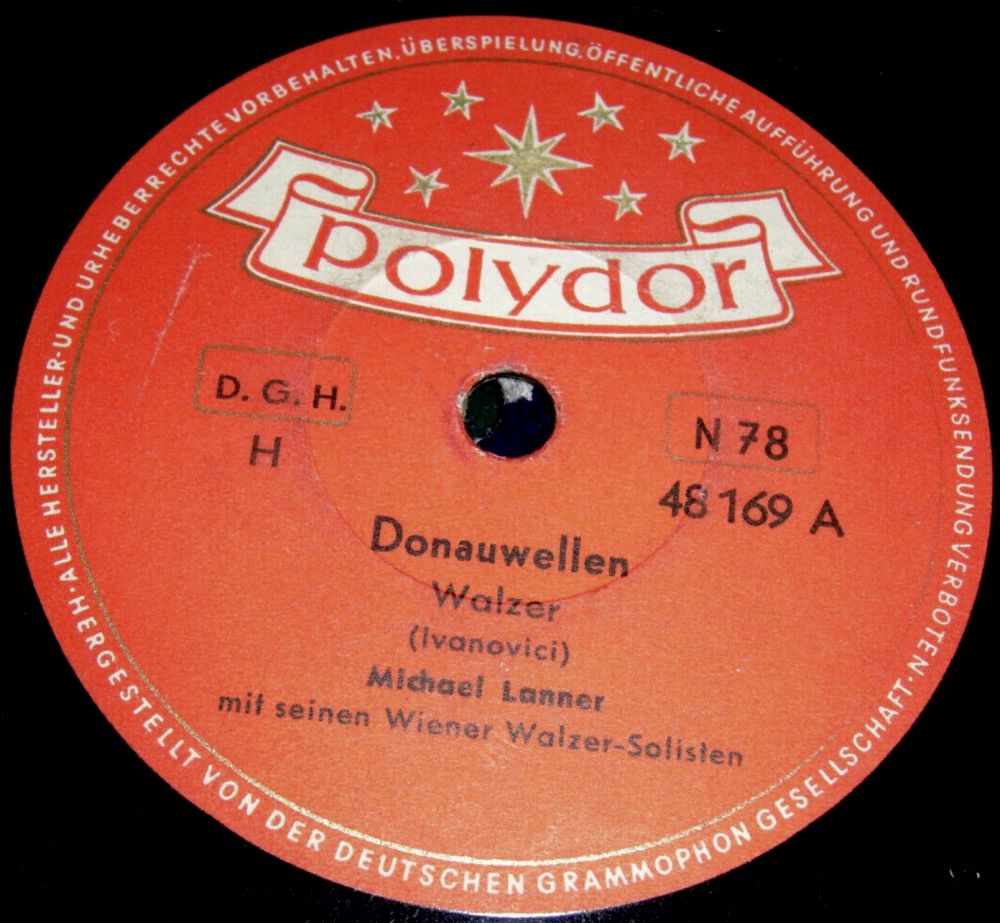 ALLE HERSTELLER- UND URHEBERRECHTE VORBEHALTEN. ÜBERSPIELUNG. ÖFFENTLICHE AUFFÜHRUNG UND RUNDFUNKSENDUNG VERBOTEN.
polydor
D. G. H.
H
N 78
48 169 A
Donauwellen
Walzer
(Ivanovici)
Michael Lanner
mit seinen Wiener Walzer-Solisten
H·HERGESTELLT VON DER DEUTSCHEN GRAMMOPHON GESELLSCHAFT·N